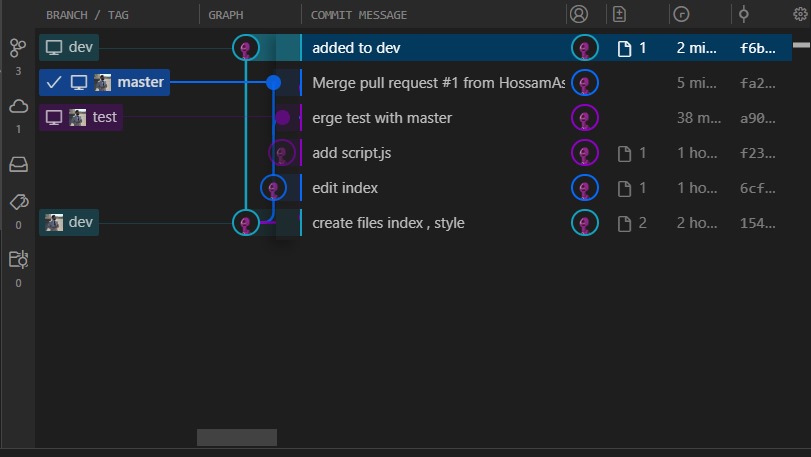 BRANCH / TAG GRAPH COMMIT MESSAGE
dev added to dev 1 2 mi... f6b...
master Merge pull request #1 from HossamAs 5 mi... fa2...
test erge test with master 38 m... a90...
add script.js 1 1 ho... f23...
edit index 1 1 ho... 6cf...
dev create files index , style 2 2 ho... 154...
3
1
0
0